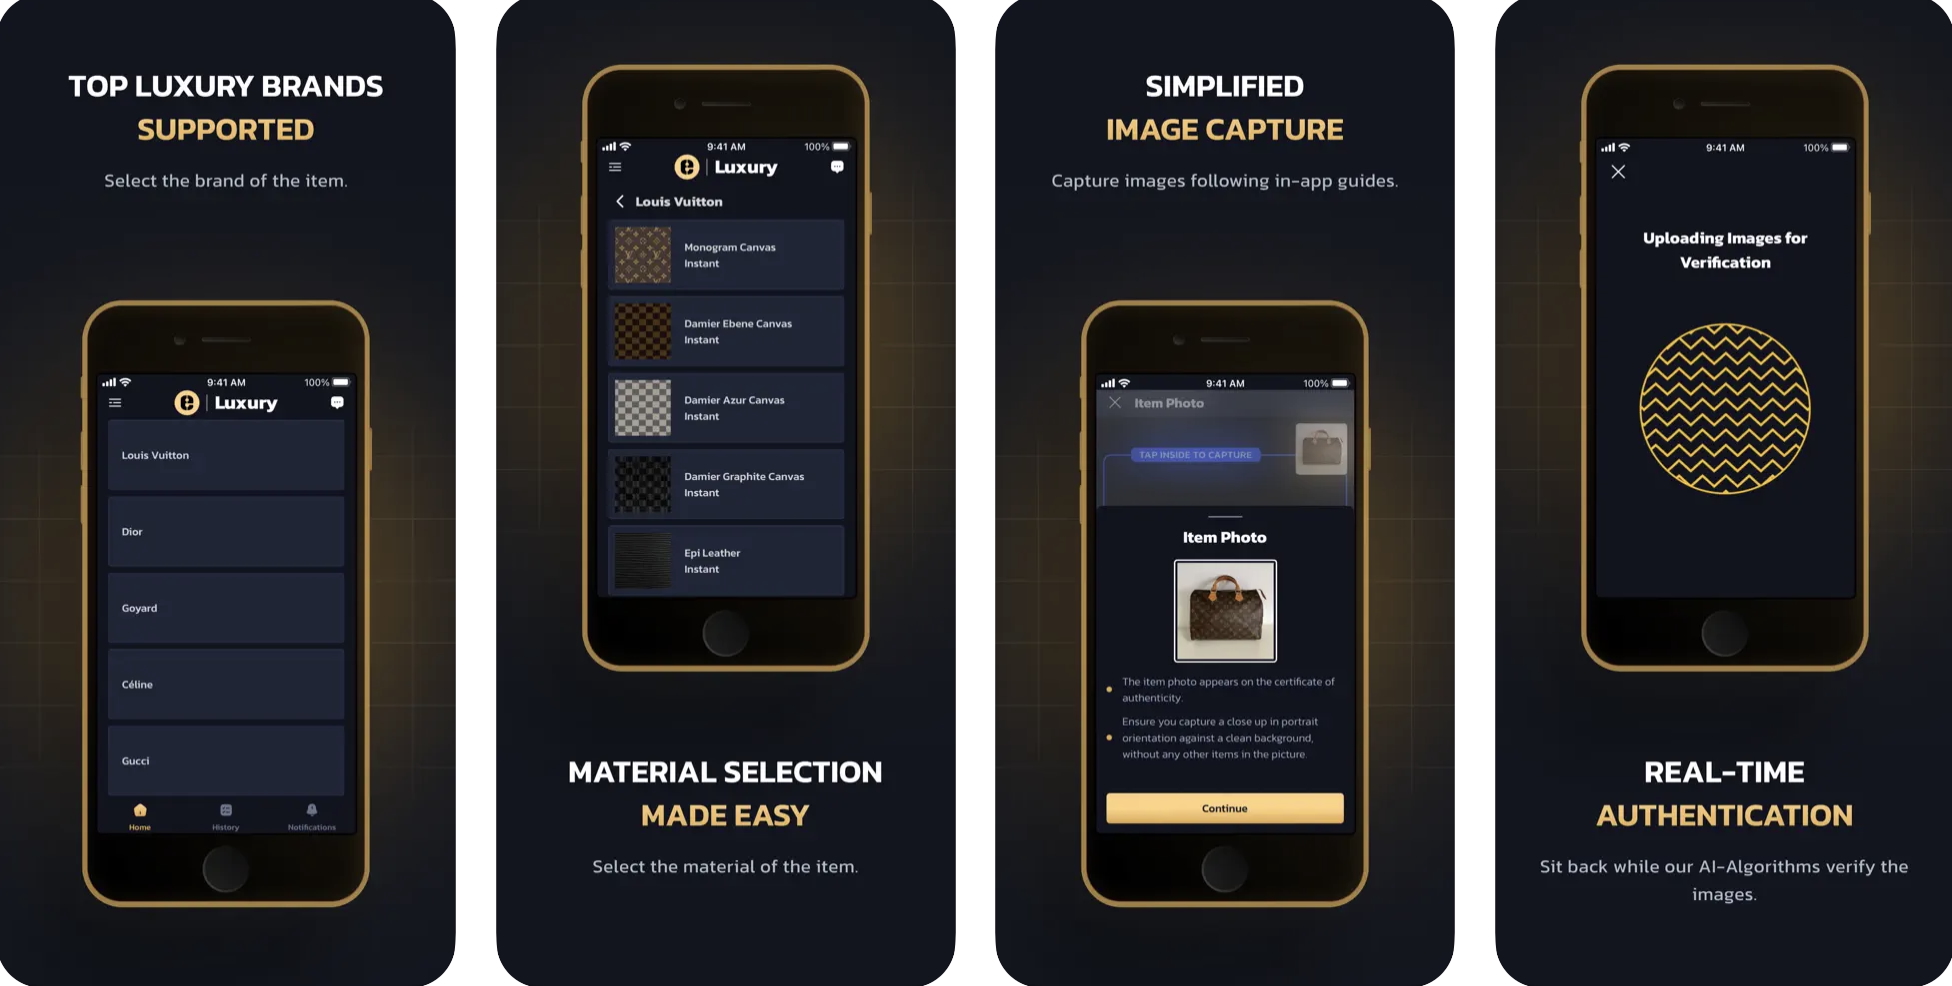 TOP LUXURY BRANDS
SUPPORTED
Select the brand of the item.
9:41 AM 100%
Luxury
Louis Vuitton
Dior
Goyard
Céline
Gucci
Home History Notifications
9:41 AM 100%
Luxury
Louis Vuitton
Monogram Canvas
Instant
Damier Ebene Canvas
Instant
Damier Azur Canvas
Instant
Damier Graphite Canvas
Instant
Epi Leather
Instant
MATERIAL SELECTION
MADE EASY
Select the material of the item.
SIMPLIFIED
IMAGE CAPTURE
Capture images following in-app guides.
9:41 AM 100%
Item Photo
TAP INSIDE TO CAPTURE
Item Photo
The item photo appears on the certificate of
authenticity.
Ensure you capture a close up in portrait
orientation against a clean background,
without any other items in the picture.
Continue
9:41 AM 100%
Uploading Images for
Verification
REAL-TIME
AUTHENTICATION
Sit back while our AI-Algorithms verify the
images.